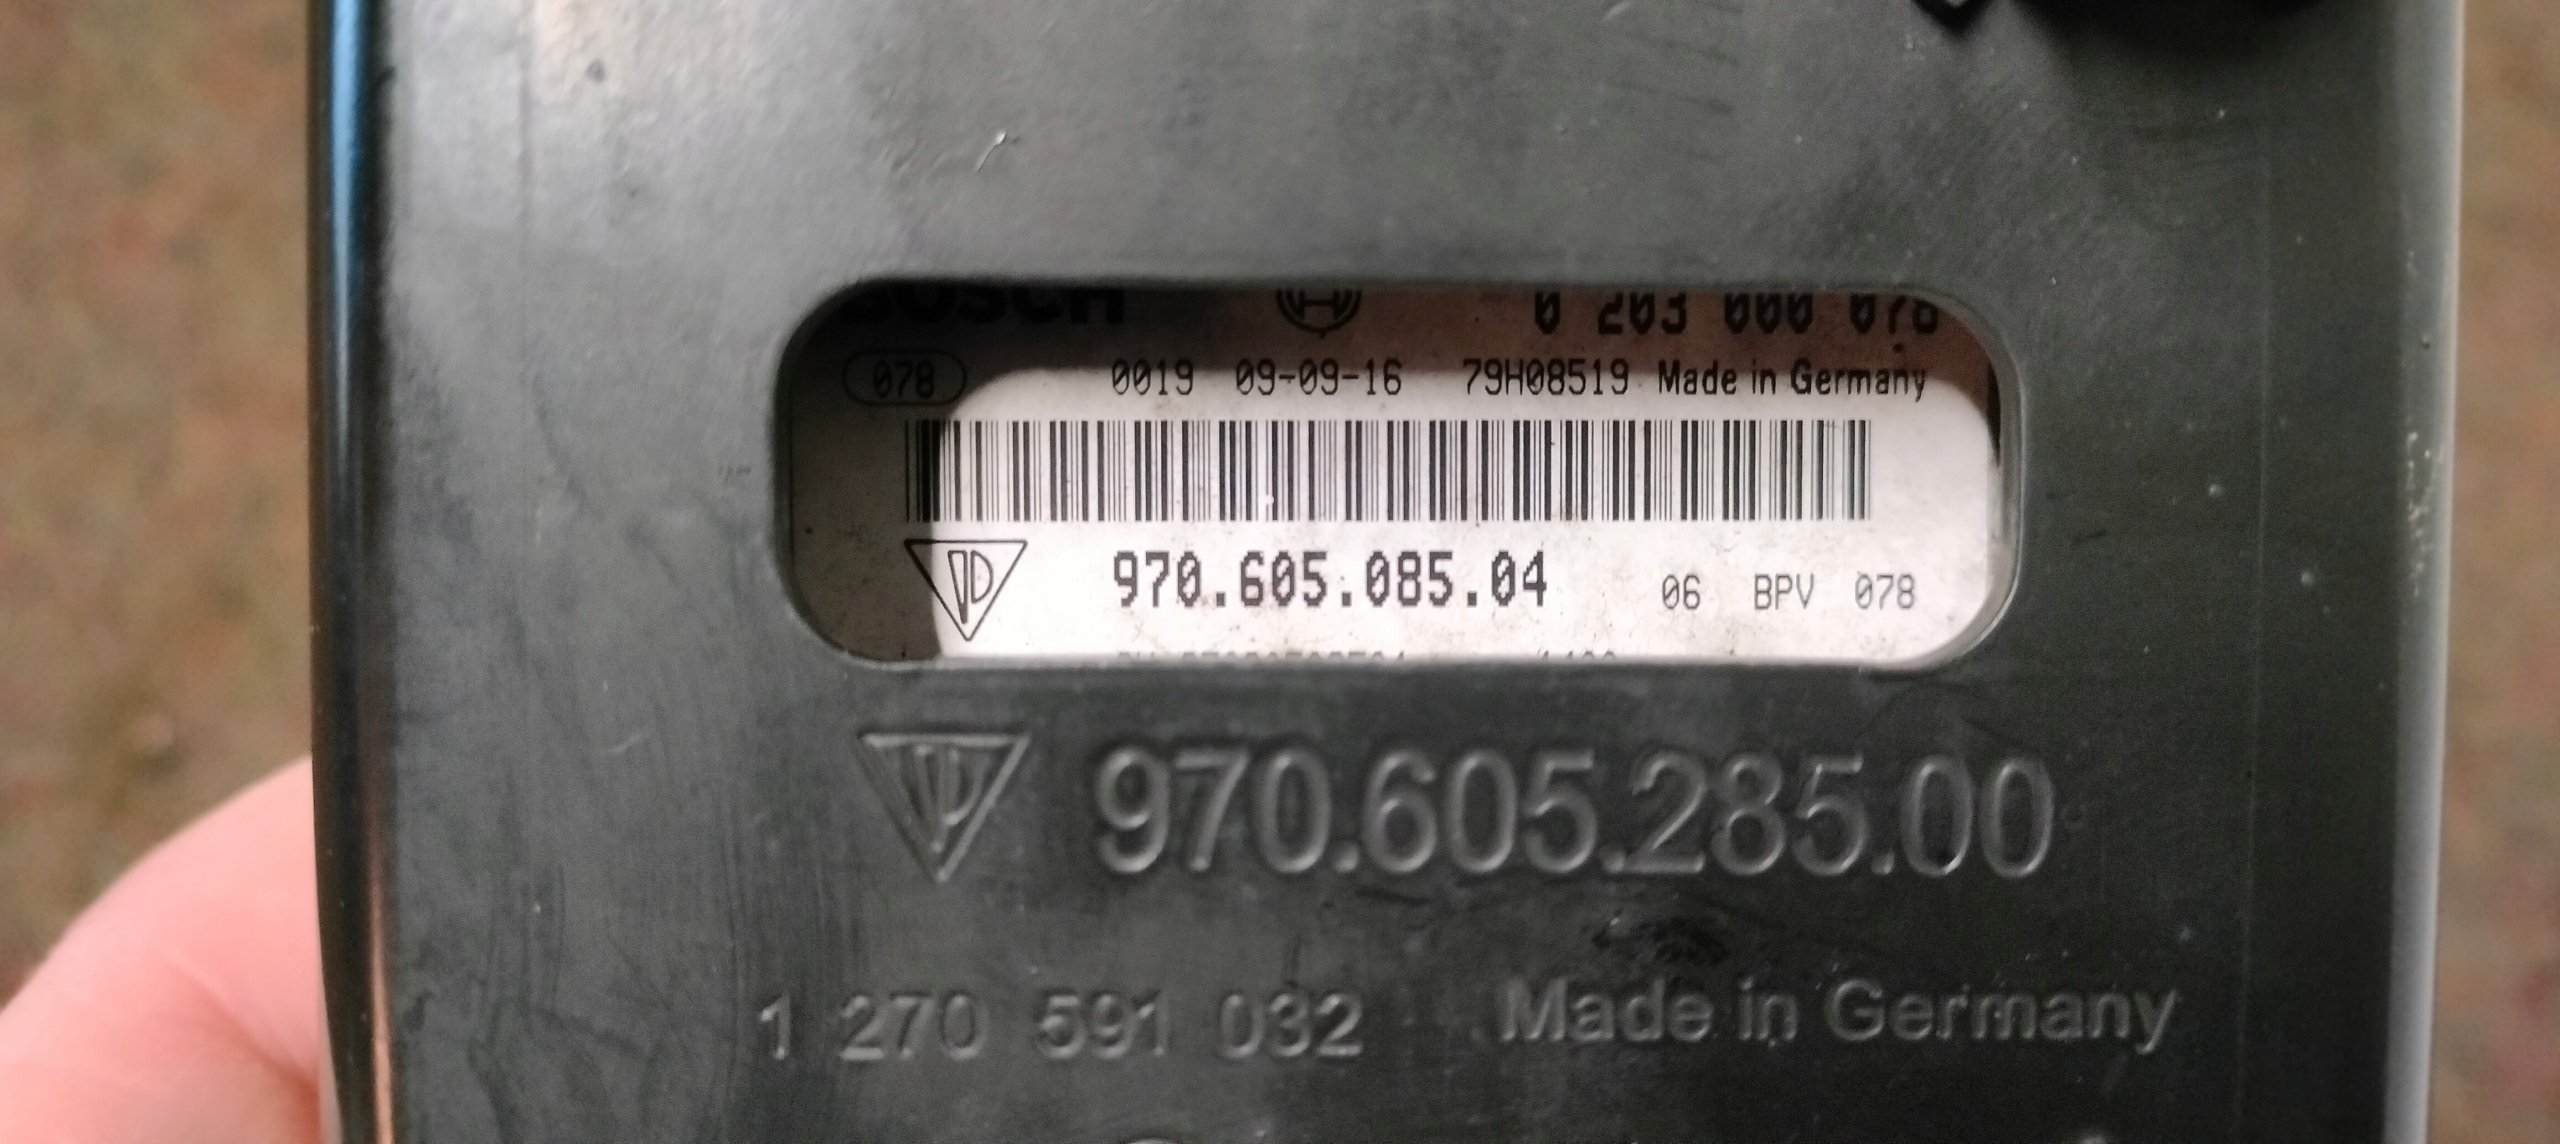 BOSCH 0 203 000 078
078 0019 09-09-16 79H08519 Made in Germany
970.605.085.04 06 BPV 078
970.605.285.00
1 270 591 032 Made in Germany